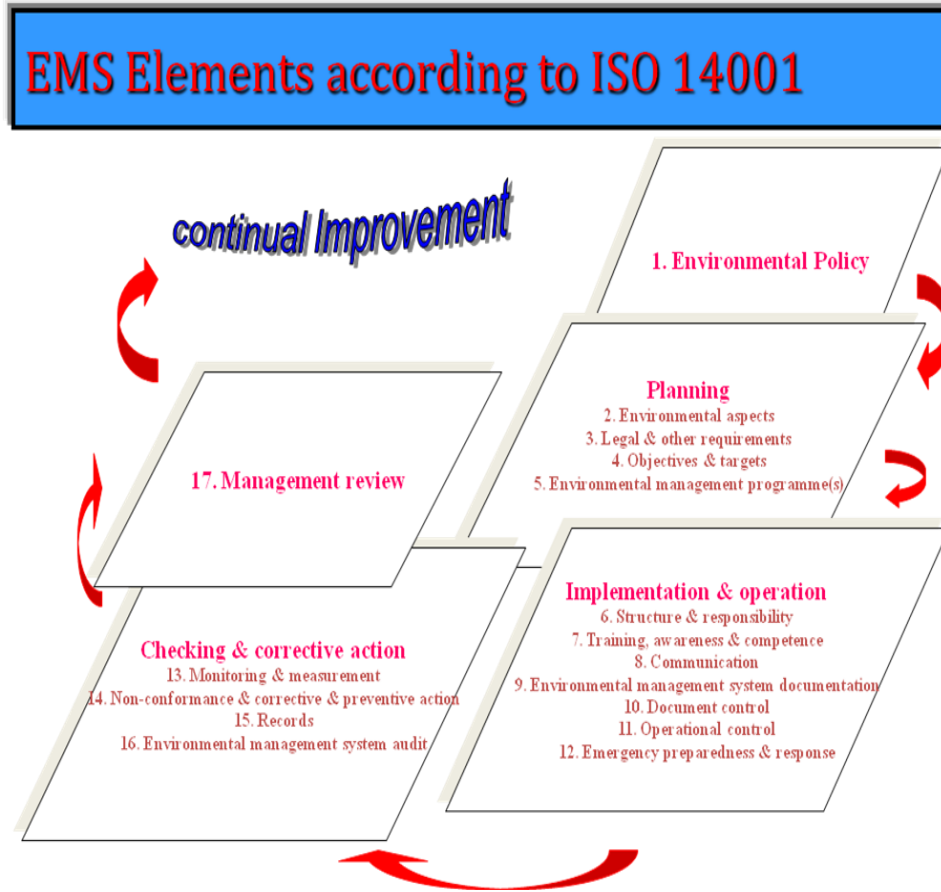 EMS Elements according to ISO 14001
continual Improvement
1. Environmental Policy
Planning
2. Environmental aspects
3. Legal & other requirements
4. Objectives & targets
5. Environmental management programme(s)
Implementation & operation
6. Structure & responsibility
7. Training, awareness & competence
8. Communication
9. Environmental management system documentation
10. Document control
11. Operational control
12. Emergency preparedness & response
Checking & corrective action
13. Monitoring & measurement
14. Non-conformance & corrective & preventive action
15. Records
16. Environmental management system audit
17. Management review